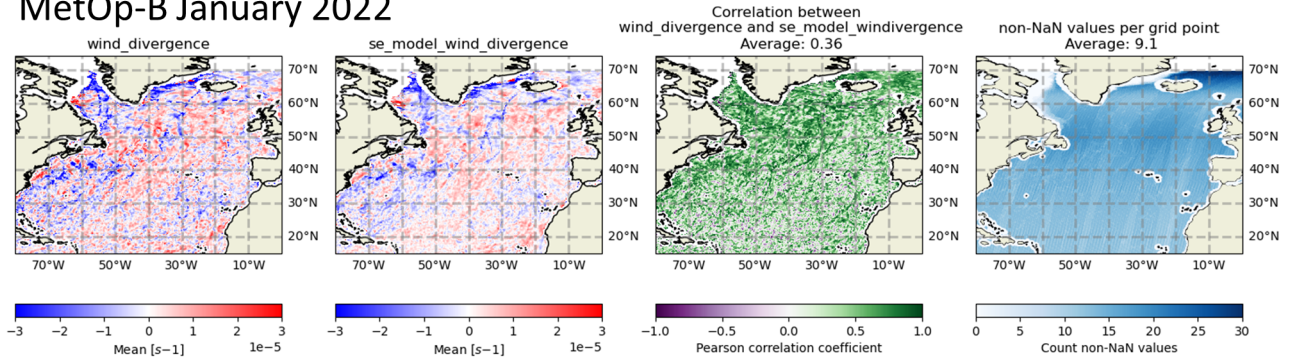 MetOp-B January 2022
wind_divergence
se_model_wind_divergence
Correlation between
wind_divergence and se_model_windivergence
Average: 0.36
non-NaN values per grid point
Average: 9.1
70°N
60°N
50°N
40°N
30°N
20°N
70°W 50°W 30°W 10°W
70°N
60°N
50°N
40°N
30°N
20°N
70°W 50°W 30°W 10°W
70°N
60°N
50°N
40°N
30°N
20°N
70°W 50°W 30°W 10°W
70°N
60°N
50°N
40°N
30°N
20°N
70°W 50°W 30°W 10°W
−3 −2 −1 0 1 2 3
Mean [s−1] 1e−5
−3 −2 −1 0 1 2 3
Mean [s−1] 1e−5
−1.0 −0.5 0.0 0.5 1.0
Pearson correlation coefficient
0 5 10 15 20 25 30
Count non-NaN values